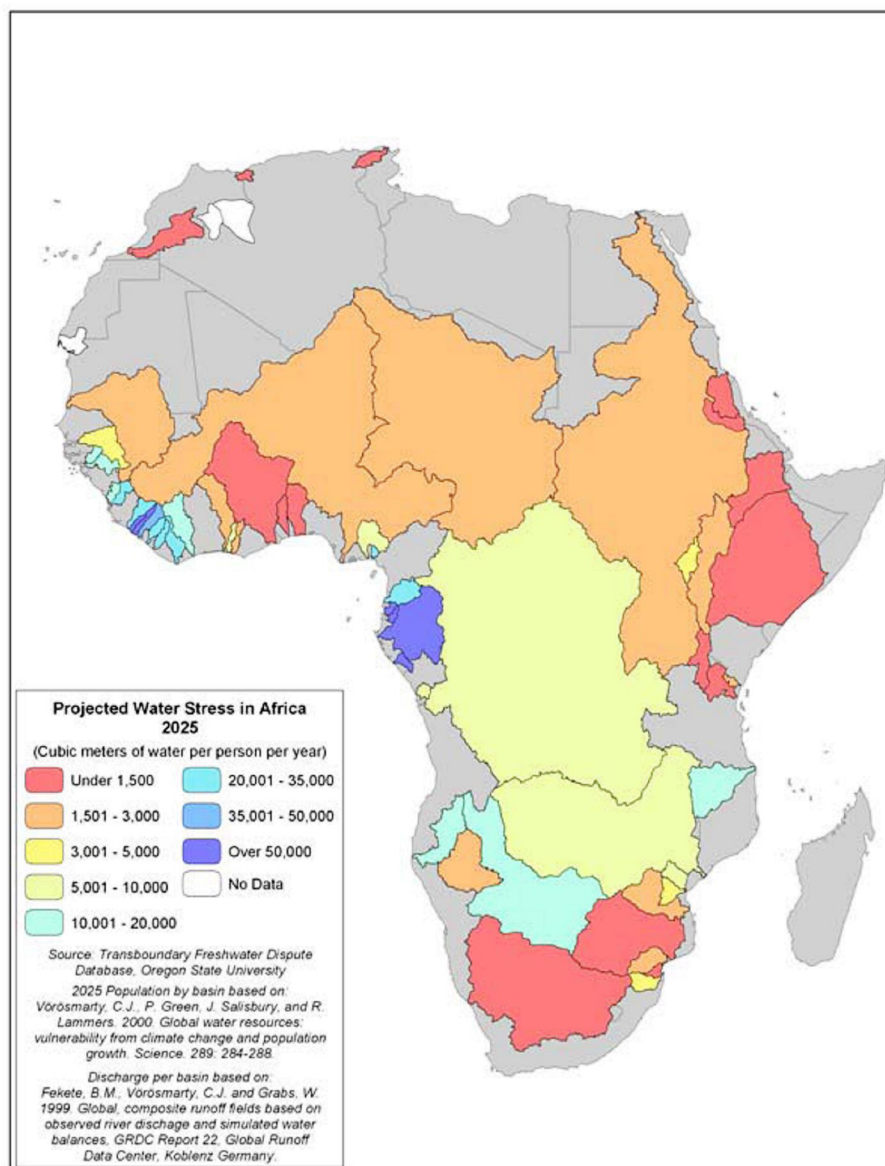 Projected Water Stress in Africa
2025
(Cubic meters of water per person per year)
Under 1,500
20,001 - 35,000
1,501 - 3,000
35,001 - 50,000
3,001 - 5,000
Over 50,000
5,001 - 10,000
No Data
10,001 - 20,000
Source: Transboundary Freshwater Dispute
Database, Oregon State University
2025 Population by basin based on:
Vörösmarty, C.J., P. Green, J. Salisbury, and R.
Lammers. 2000. Global water resources:
vulnerability from climate change and population
growth. Science. 289: 284-288.
Discharge per basin based on:
Fekete, B.M., Vörösmarty, C.J. and Grabs, W.
1999. Global, composite runoff fields based on
observed river dischage and simulated water
balances, GRDC Report 22, Global Runoff
Data Center, Koblenz Germany.